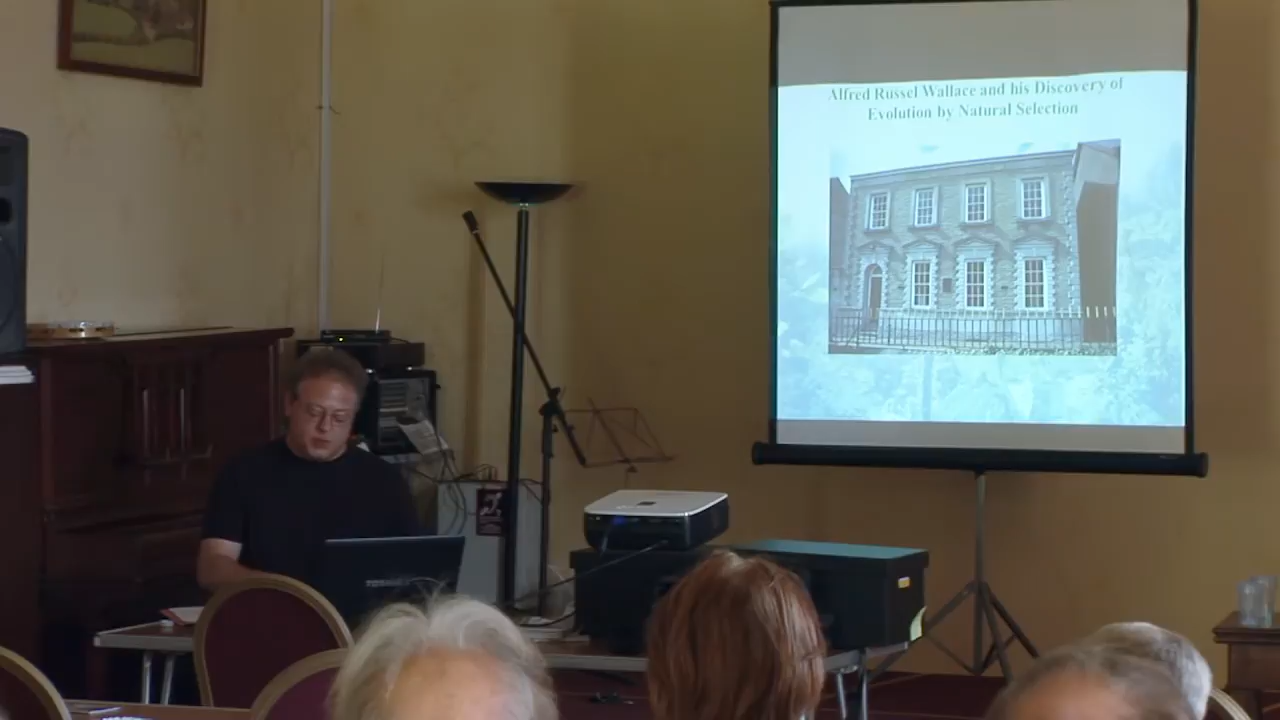 Alfred Russel Wallace and his Discovery of
Evolution by Natural Selection